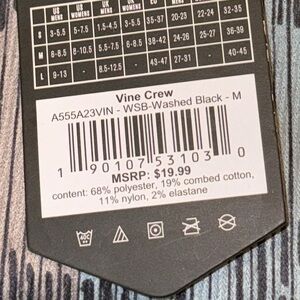 US MENS US WOMENS UK MENS
S 3-5.5 5-7.5 1.5-4.5 3-5.5 35-37 20-23 22-24 32-35
M 6-8.5 8-10.5 5.5-7.5 6-8.5 38-42 24-27 25-27 35-39
L 9-13 - 8.5-12.5 - 43-47 - - 40-45
Vine Crew
A555A23VIN - WSB-Washed Black - M
1 90107 53103 0
MSRP: $19.99
content: 68% polyester, 19% combed cotton,
11% nylon, 2% elastane